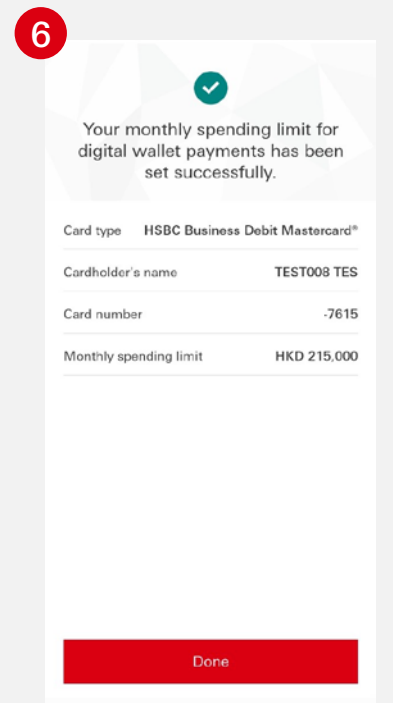 6
Your monthly spending limit for
digital wallet payments has been
set successfully.
Card type HSBC Business Debit Mastercard®
Cardholder's name TEST008 TES
Card number -7615
Monthly spending limit HKD 215,000
Done